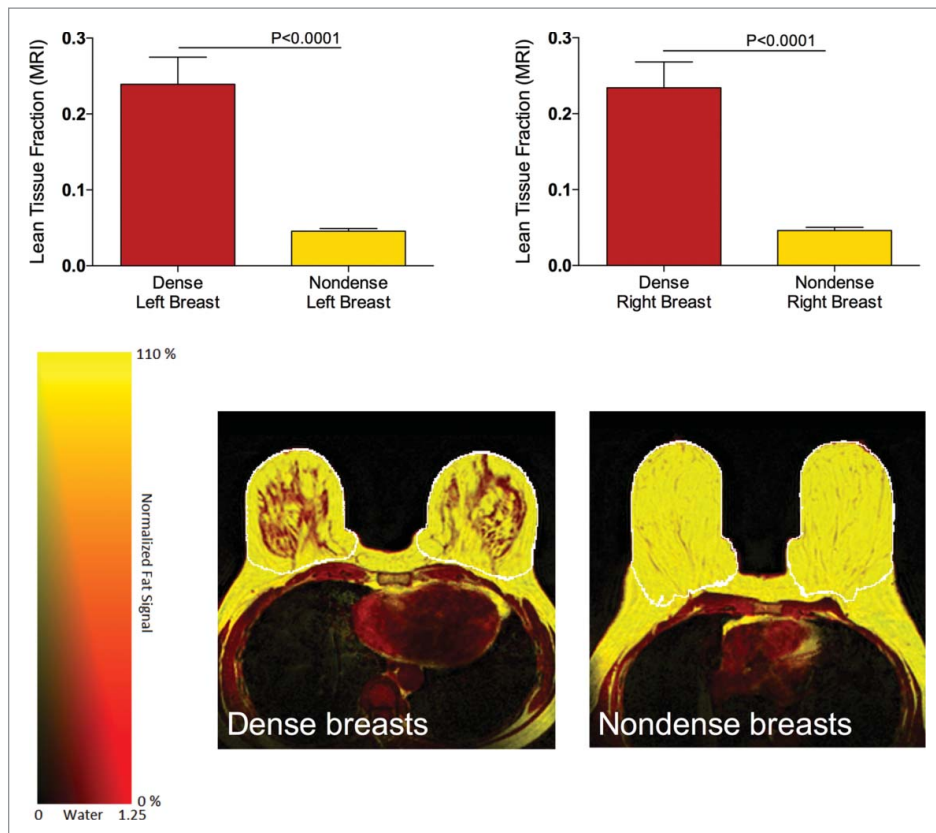 0.3
0.2
0.1
0.0
Lean Tissue Fraction (MRI)
P<0.0001
Dense
Left Breast
Nondense
Left Breast
0.3
0.2
0.1
0.0
Lean Tissue Fraction (MRI)
P<0.0001
Dense
Right Breast
Nondense
Right Breast
110 %
Normalized Fat Signal
0 %
0 Water 1.25
Dense breasts
Nondense breasts